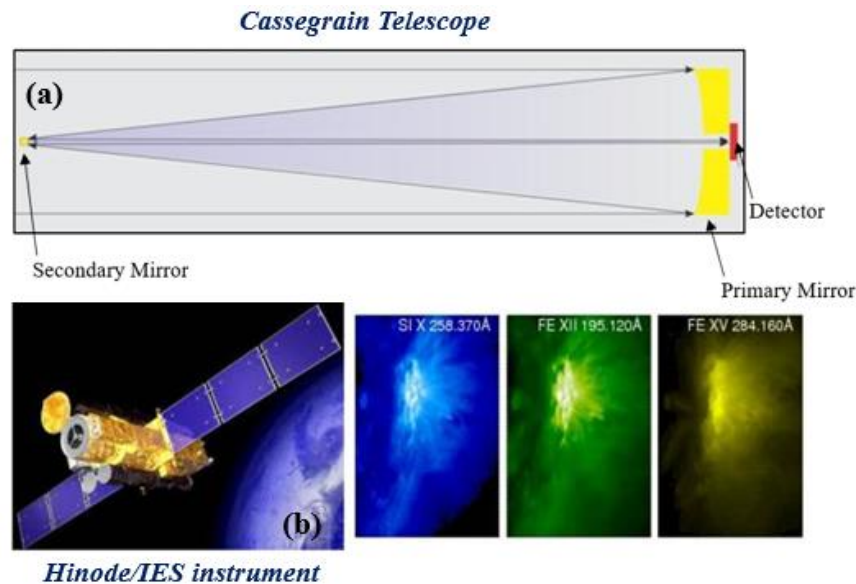 Cassegrain Telescope
(a)
Secondary Mirror
Detector
Primary Mirror
SI X 258.370Å
FE XII 195.120Å
FE XV 284.160Å
(b)
Hinode/IES instrument